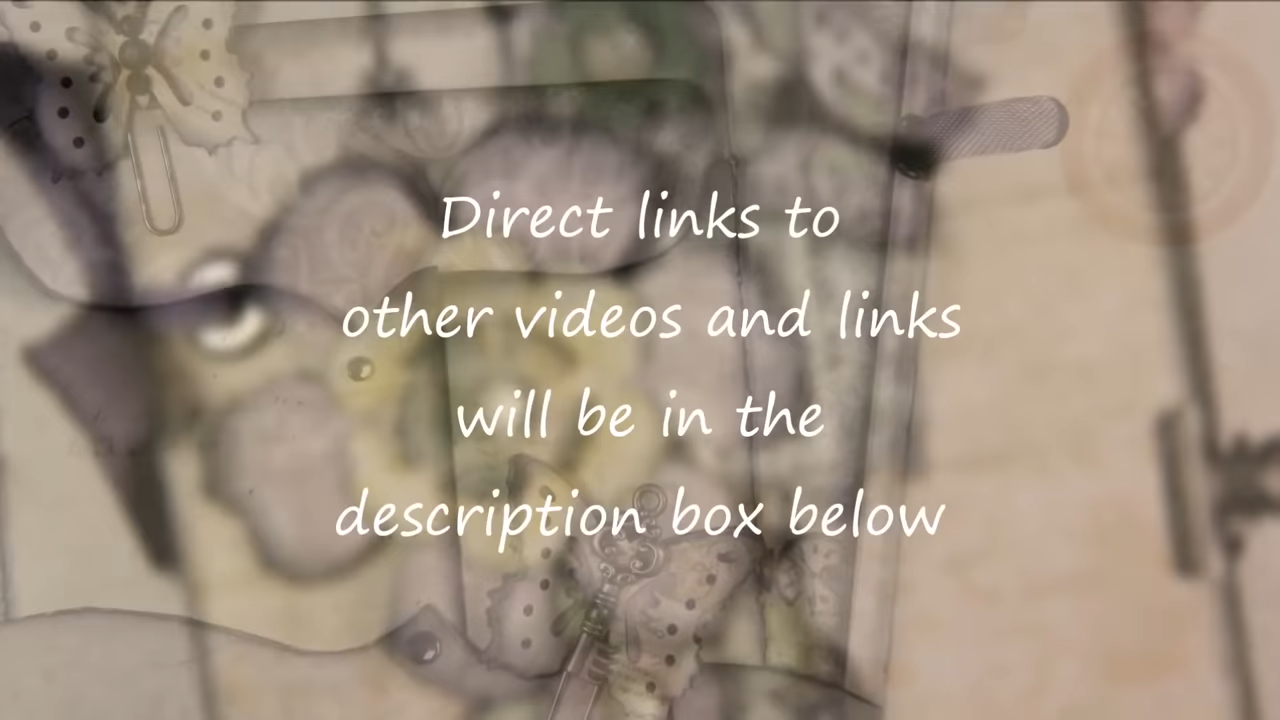 Direct links to
other videos and links
will be in the
description box below